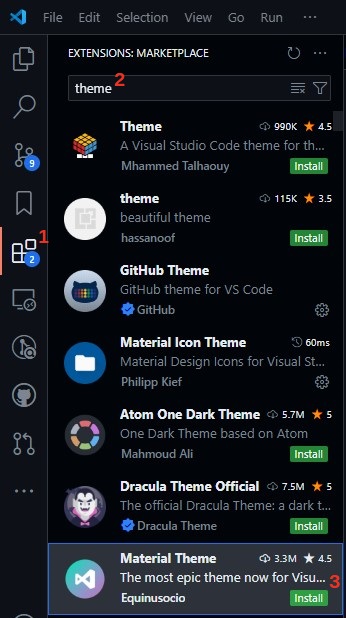 File Edit Selection View Go Run ...
EXTENSIONS: MARKETPLACE
theme 2
Theme 990K 4.5
A Visual Studio Code theme for th...
Mhammed Talhaouy Install
9
theme 115K 3.5
beautiful theme
hassanoof Install
1
2
GitHub Theme
GitHub theme for VS Code
GitHub
Material Icon Theme 60ms
Material Design Icons for Visual St...
Philipp Kief
Atom One Dark Theme 5.7M 5
One Dark Theme based on Atom
Mahmoud Ali Install
Dracula Theme Official 7.5M 5
The official Dracula Theme: a dark t...
Dracula Theme Install
Material Theme 3.3M 4.5
The most epic theme now for Visu... 3
Equinusocio Install